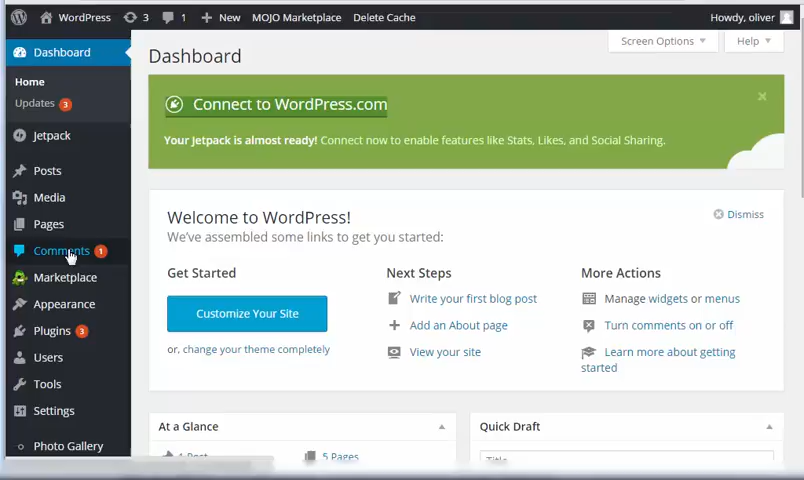 WordPress 3 1 + New MOJO Marketplace Delete Cache Howdy, oliver
Dashboard
Home
Updates 3
Jetpack
Posts
Media
Pages
Comments 1
Marketplace
Appearance
Plugins 3
Users
Tools
Settings
Photo Gallery
Screen Options Help
Dashboard
Connect to WordPress.com
Your Jetpack is almost ready! Connect now to enable features like Stats, Likes, and Social Sharing.
Welcome to WordPress!
Dismiss
We've assembled some links to get you started:
Get Started
Customize Your Site
or, change your theme completely
Next Steps
Write your first blog post
Add an About page
View your site
More Actions
Manage widgets or menus
Turn comments on or off
Learn more about getting
started
At a Glance
1 Post 5 Pages
Quick Draft
Title